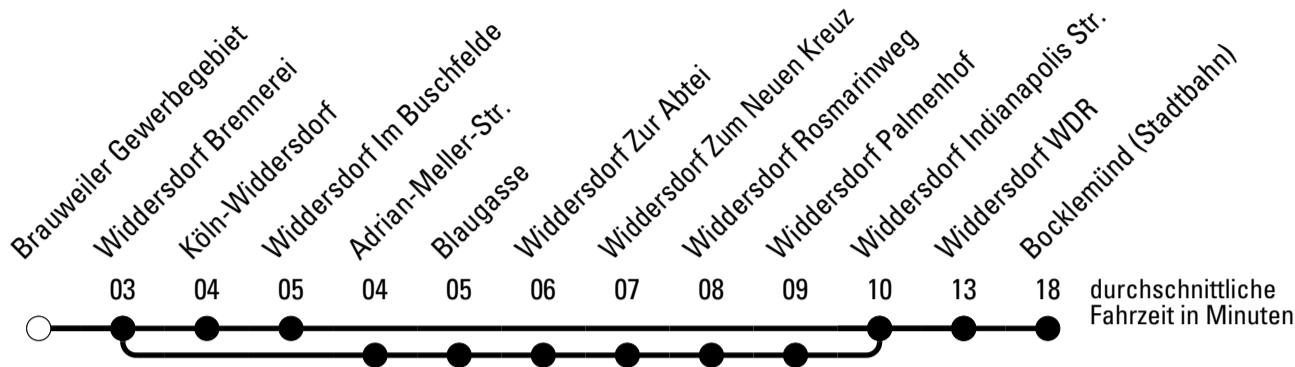 Brauweiler Gewerbegebiet
Widdersdorf Brennerei
Köln-Widdersdorf
Widdersdorf Im Buschfelde
Adrian-Meller-Str.
Blaugasse
Widdersdorf Zur Abtei
Widdersdorf Zum Neuen Kreuz
Widdersdorf Rosmarinweg
Widdersdorf Palmenhof
Widdersdorf Indianapolis Str.
Widdersdorf WDR
Bocklemünd (Stadtbahn)
03 04 05 04 05 06 07 08 09 10 13 18
durchschnittliche
Fahrzeit in Minuten